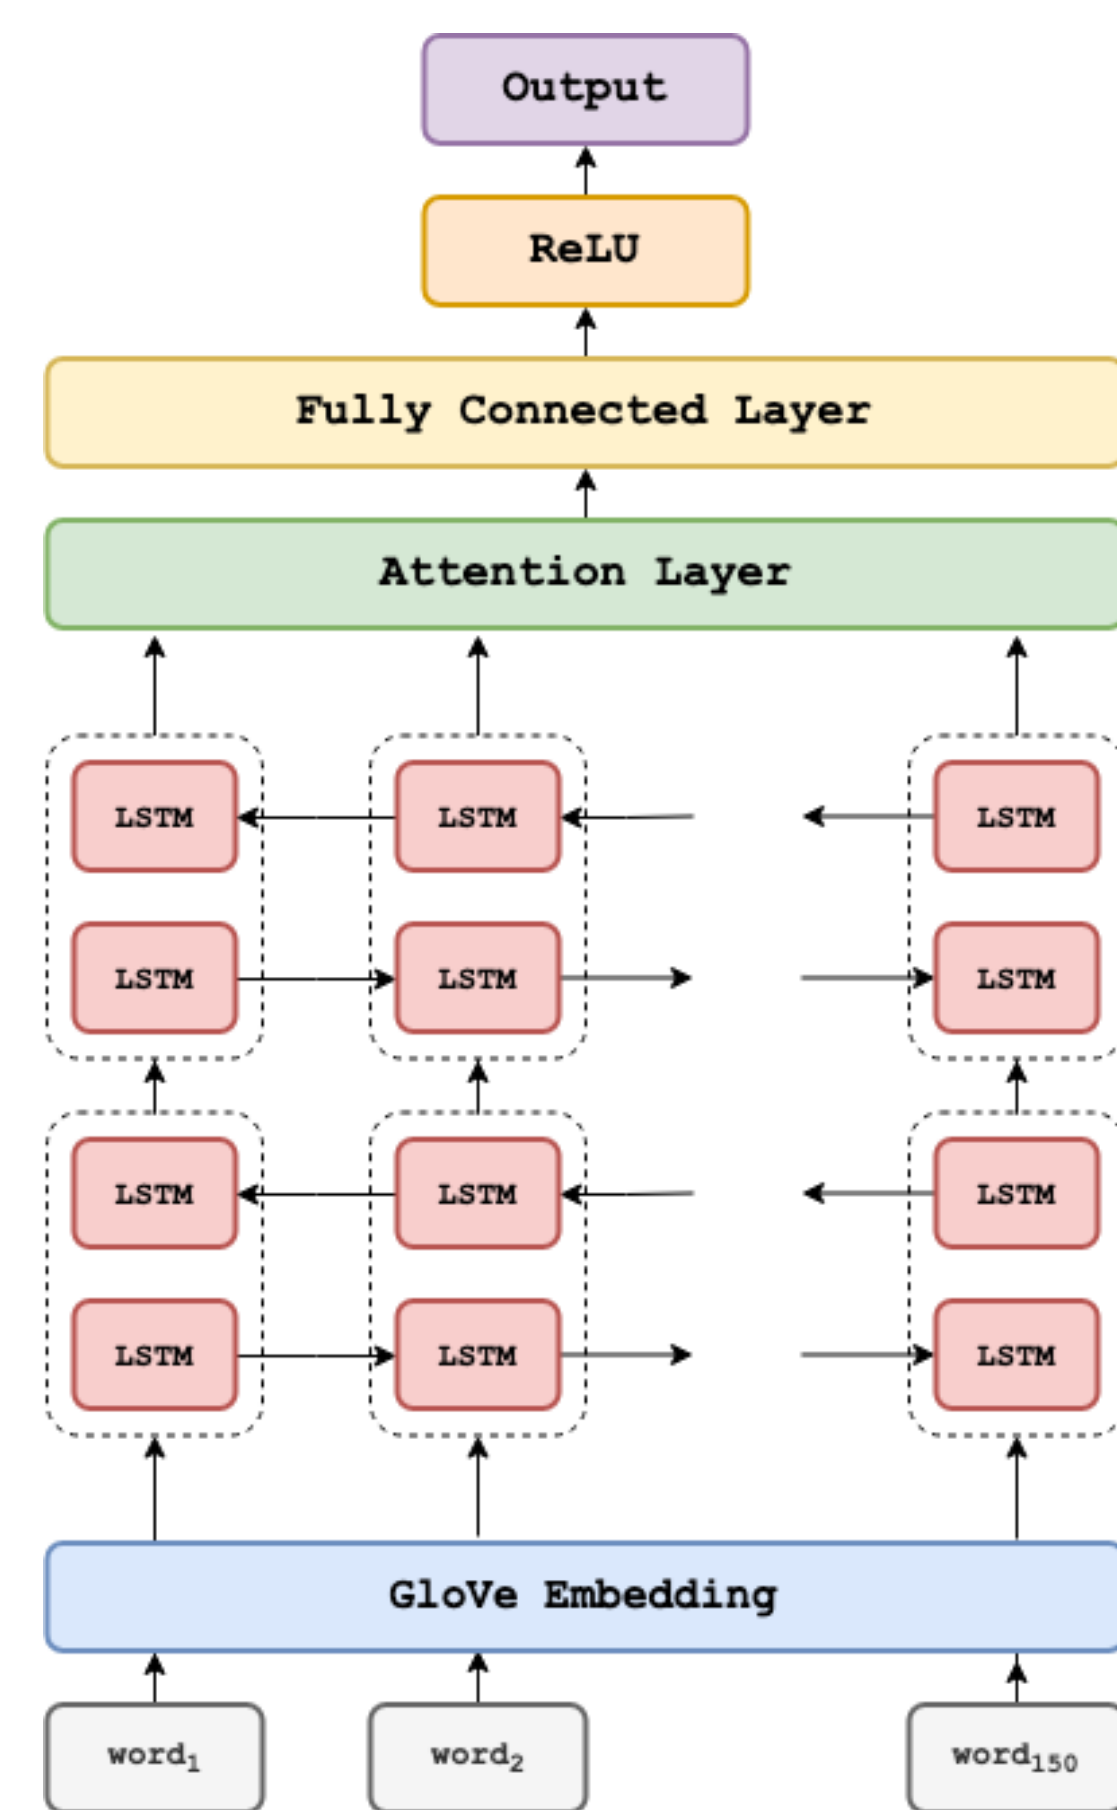 Output
ReLU
Fully Connected Layer
Attention Layer
LSTM LSTM LSTM
LSTM LSTM LSTM
LSTM LSTM LSTM
LSTM LSTM LSTM
GloVe Embedding
word₁ word₂ word₁₅₀